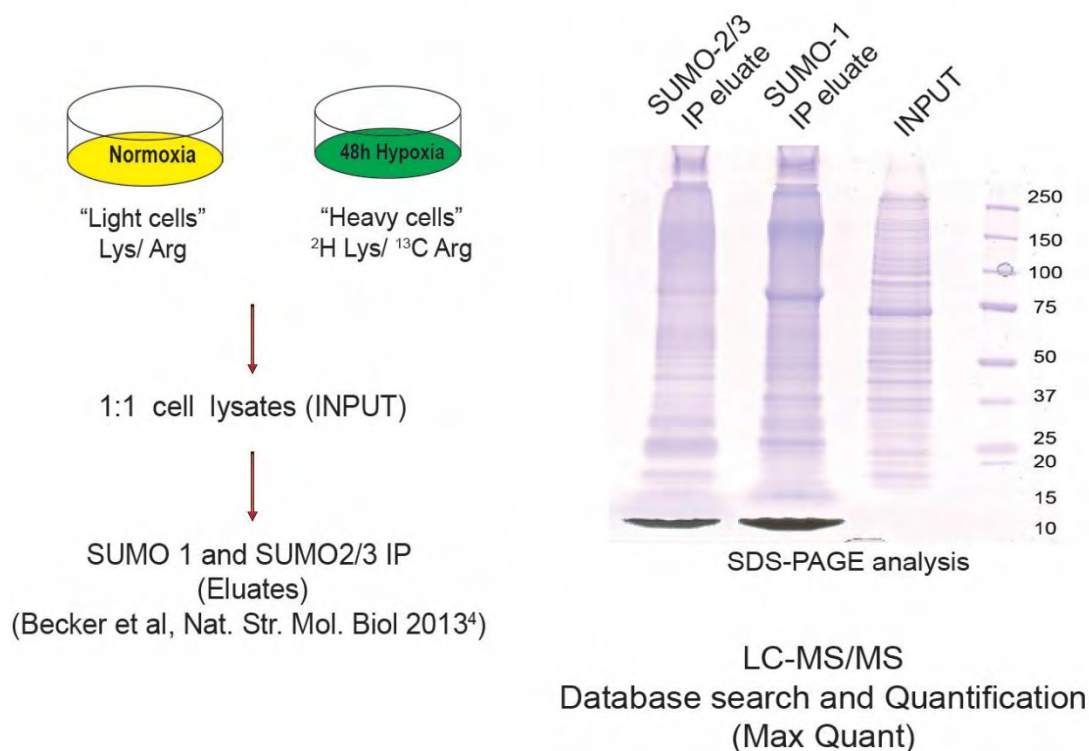 Normoxia
48h Hypoxia
“Light cells”
Lys/ Arg
“Heavy cells”
²H Lys/ ¹³C Arg
1:1 cell lysates (INPUT)
SUMO 1 and SUMO2/3 IP
(Eluates)
(Becker et al, Nat. Str. Mol. Biol 2013⁴)
SUMO-2/3
IP eluate
SUMO-1
IP eluate
INPUT
250
150
100
75
50
37
25
20
15
10
SDS-PAGE analysis
LC-MS/MS
Database search and Quantification
(Max Quant)